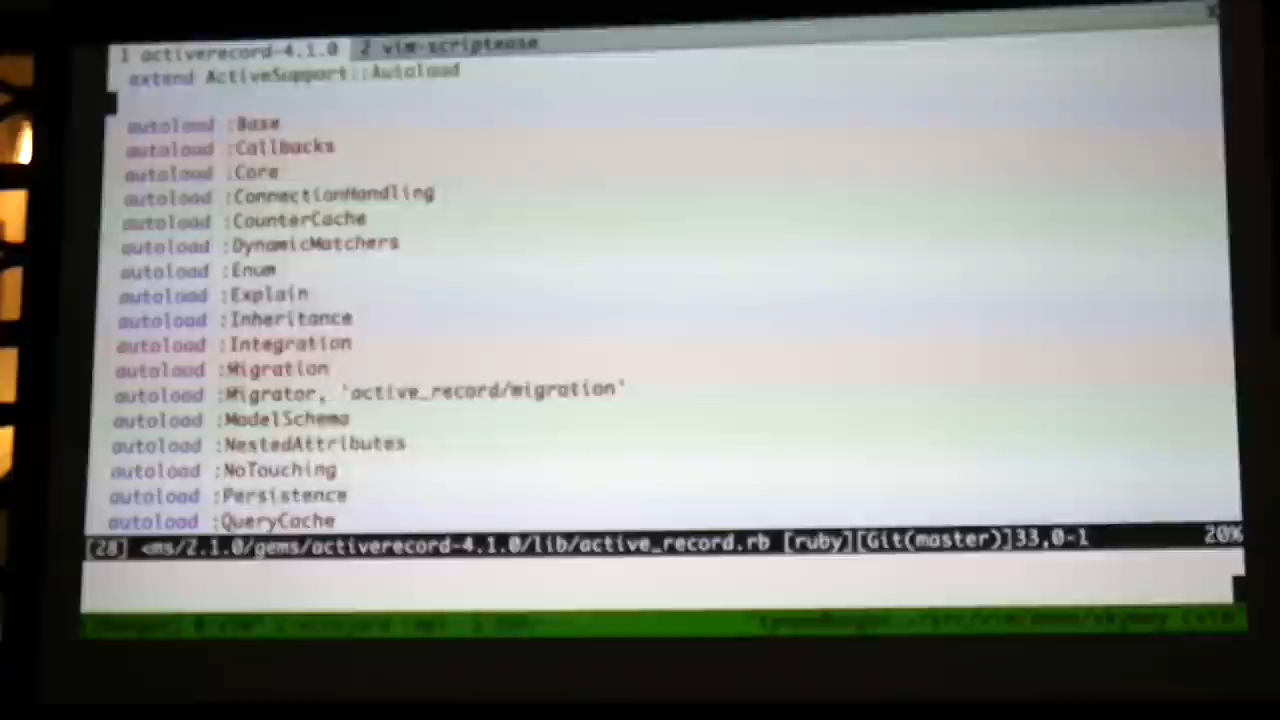 1 activerecord-4.1.0 2 vim-scriptease
extend ActiveSupport::Autoload
autoload :Base
autoload :Callbacks
autoload :Core
autoload :ConnectionHandling
autoload :CounterCache
autoload :DynamicMatchers
autoload :Enum
autoload :Explain
autoload :Inheritance
autoload :Integration
autoload :Migration
autoload :Migrator, 'active_record/migration'
autoload :ModelSchema
autoload :NestedAttributes
autoload :NoTouching
autoload :Persistence
autoload :QueryCache
[28] <ms/2.1.0/gems/activerecord-4.1.0/lib/active_record.rb [ruby][Git(master)]33,0-1 20%